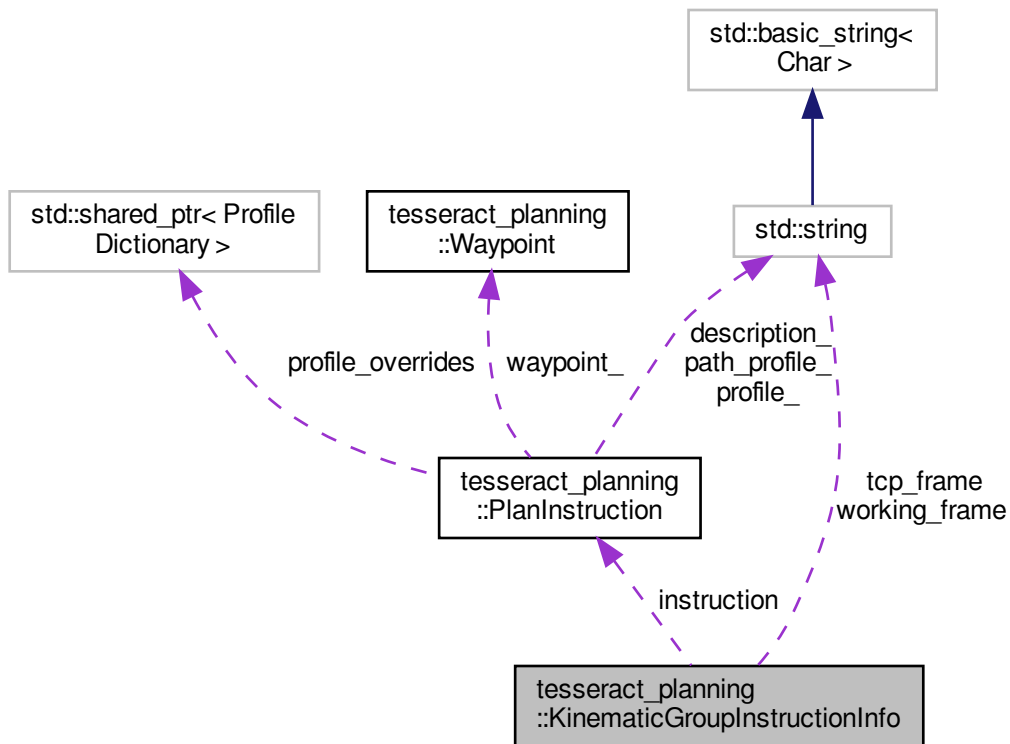 std::basic_string<
Char >
std::shared_ptr< Profile
Dictionary >
tesseract_planning
::Waypoint
std::string
profile_overrides
waypoint_
description_
path_profile_
profile_
tesseract_planning
::PlanInstruction
tcp_frame
working_frame
instruction
tesseract_planning
::KinematicGroupInstructionInfo